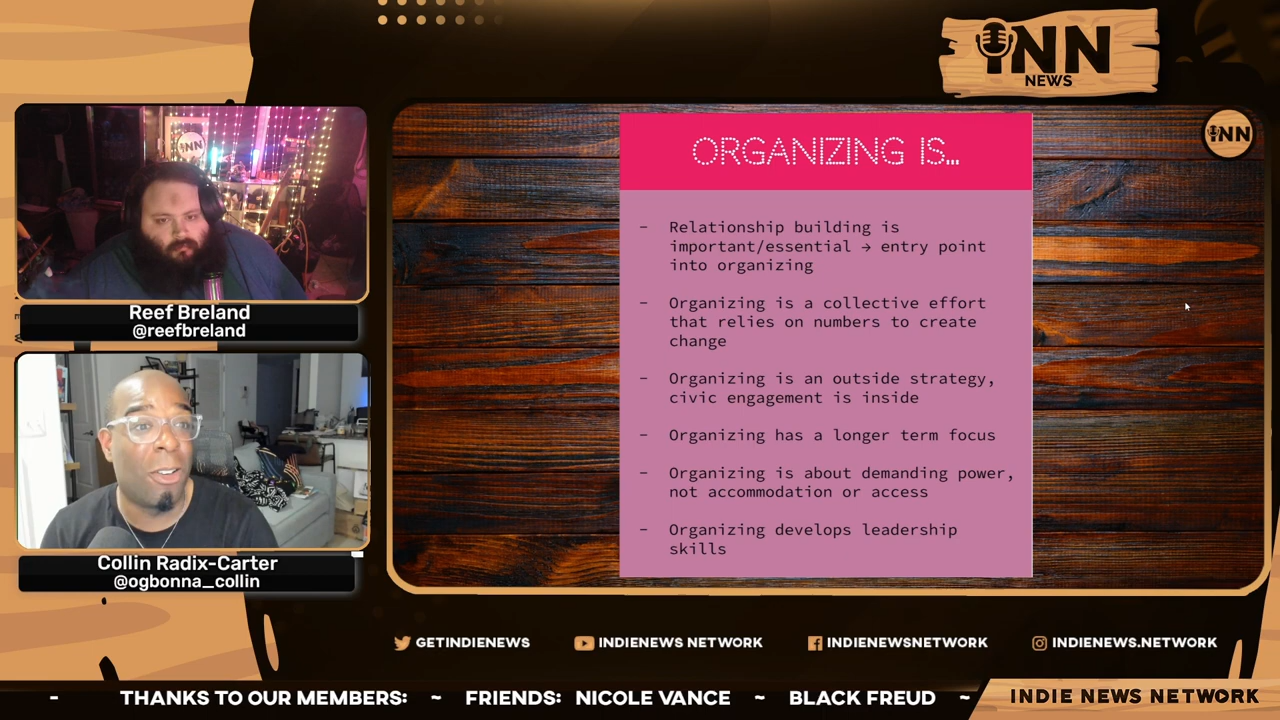 iNN
NEWS
iNN
iNN
Reef Breland
@reefbreland
Collin Radix-Carter
@ogbonna_collin
ORGANIZING IS...
- Relationship building is
important/essential → entry point
into organizing
- Organizing is a collective effort
that relies on numbers to create
change
- Organizing is an outside strategy,
civic engagement is inside
- Organizing has a longer term focus
- Organizing is about demanding power,
not accommodation or access
- Organizing develops leadership
skills
GETINDIENEWS
INDIENEWS NETWORK
INDIENEWSNETWORK
INDIENEWS.NETWORK
- THANKS TO OUR MEMBERS: ~ FRIENDS: NICOLE VANCE ~ BLACK FREUD ~
INDIE NEWS NETWORK